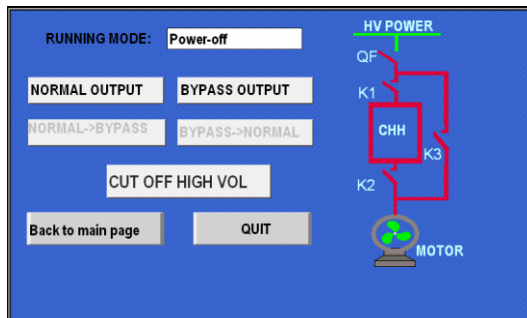 RUNNING MODE: Power-off
HV POWER
QF
NORMAL OUTPUT BYPASS OUTPUT
K1
NORMAL->BYPASS BYPASS->NORMAL
CHH
K3
CUT OFF HIGH VOL
K2
Back to main page QUIT
MOTOR